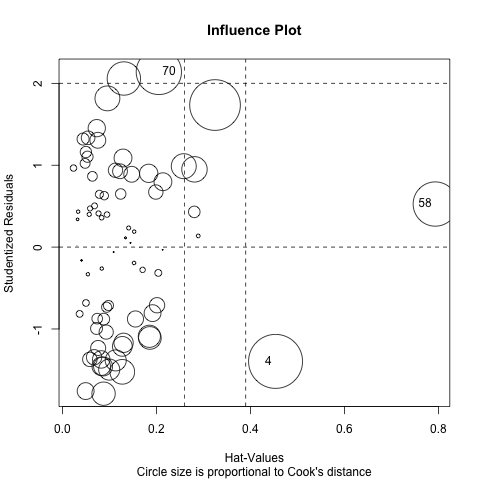 Influence Plot
70
58
4
2
1
0
-1
Studentized Residuals
0.0 0.2 0.4 0.6 0.8
Hat-Values
Circle size is proportional to Cook's distance